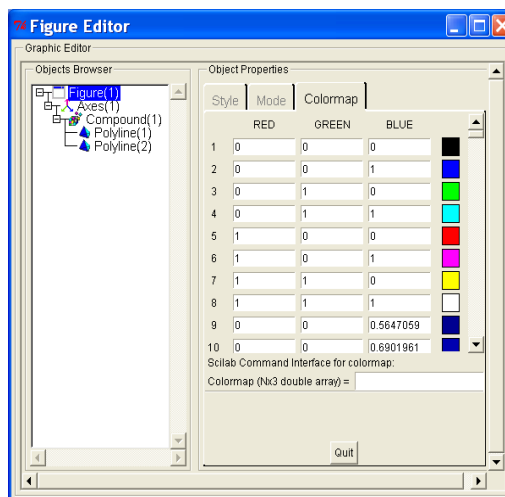 Figure Editor
Graphic Editor
Objects Browser
Figure(1)
Axes(1)
Compound(1)
Polyline(1)
Polyline(2)
Object Properties
Style Mode Colormap
RED GREEN BLUE
1 0 0 0
2 0 0 1
3 0 1 0
4 0 1 1
5 1 0 0
6 1 0 1
7 1 1 0
8 1 1 1
9 0 0 0.5647059
10 0 0 0.6901961
Scilab Command Interface for colormap:
Colormap (Nx3 double array) =
Quit